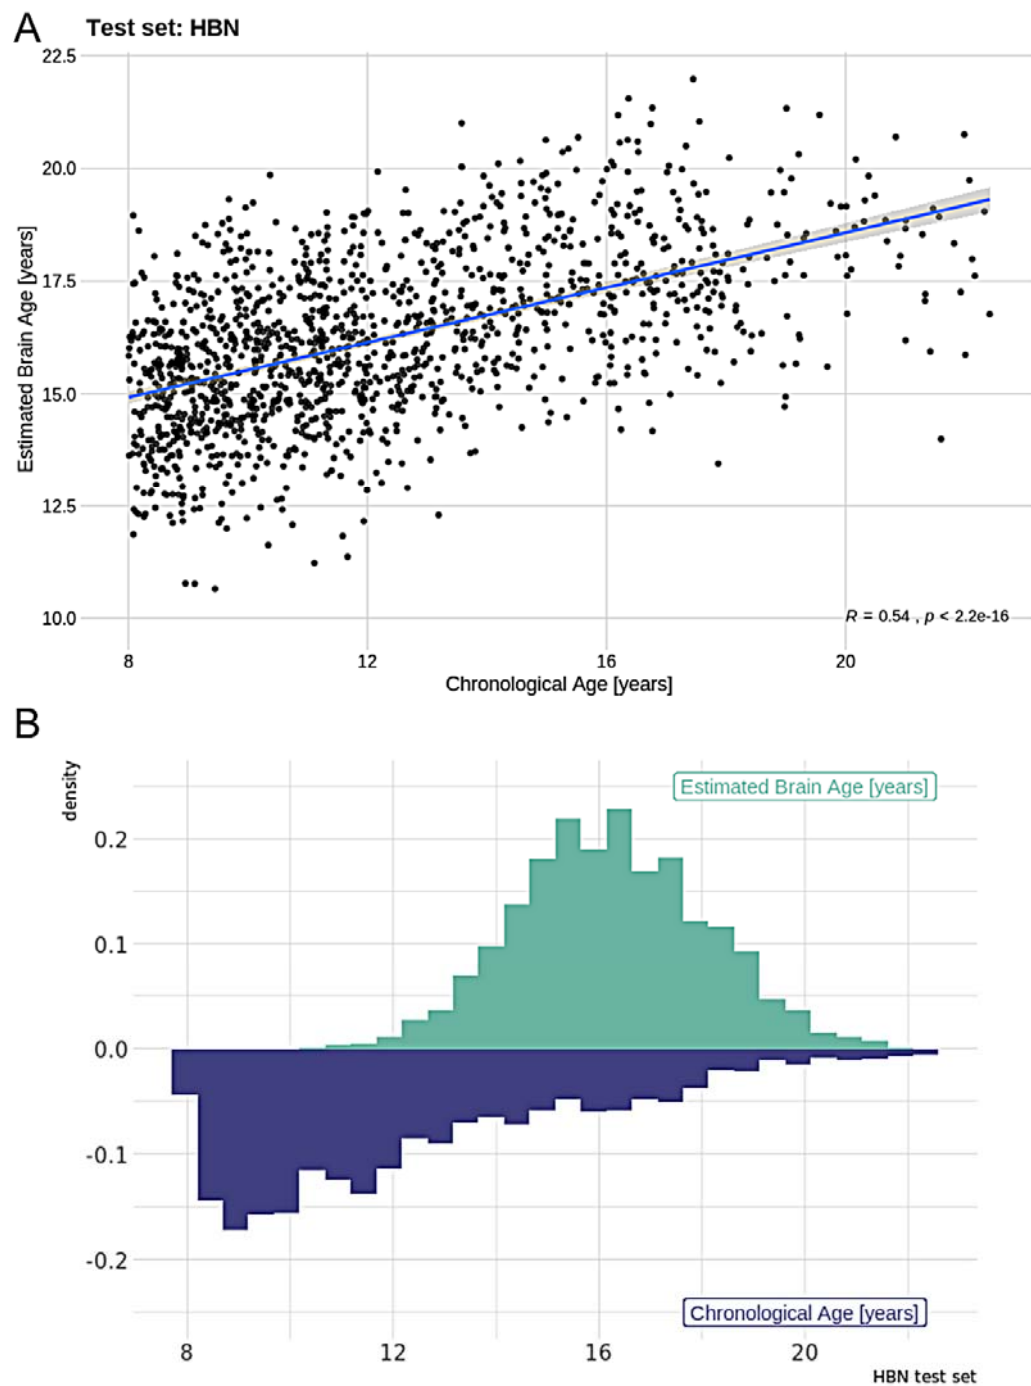 A
Test set: HBN
22.5
20.0
17.5
15.0
12.5
10.0
Estimated Brain Age [years]
R = 0.54 , p < 2.2e-16
8 12 16 20
Chronological Age [years]
B
density
Estimated Brain Age [years]
0.2
0.1
0.0
-0.1
-0.2
Chronological Age [years]
8 12 16 20
HBN test set